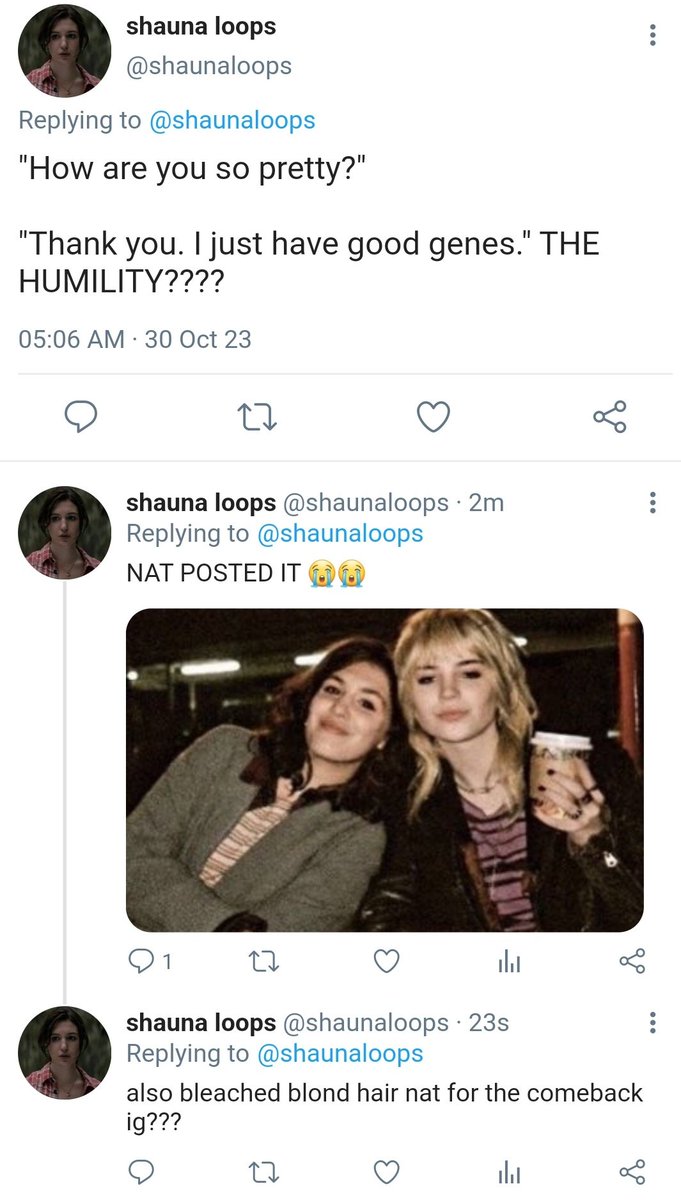 shauna loops
@shaunaloops
Replying to @shaunaloops
"How are you so pretty?"
"Thank you. I just have good genes." THE
HUMILITY????
05:06 AM · 30 Oct 23
shauna loops @shaunaloops · 2m
Replying to @shaunaloops
NAT POSTED IT 😭😭
1
shauna loops @shaunaloops · 23s
Replying to @shaunaloops
also bleached blond hair nat for the comeback
ig???